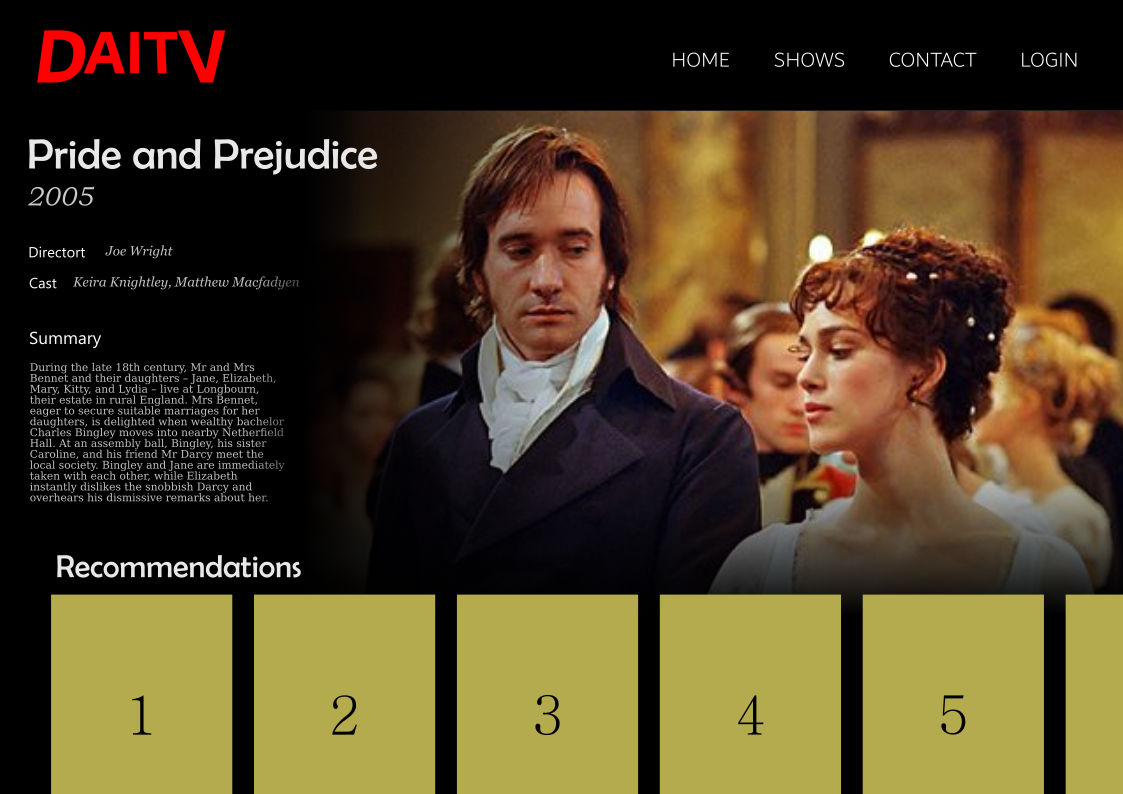 DAITV
HOME SHOWS CONTACT LOGIN
Pride and Prejudice
2005
Directort Joe Wright
Cast Keira Knightley, Matthew Macfadyen
Summary
During the late 18th century, Mr and Mrs
Bennet and their daughters – Jane, Elizabeth,
Mary, Kitty, and Lydia – live at Longbourn,
their estate in rural England. Mrs Bennet,
eager to secure suitable marriages for her
daughters, is delighted when wealthy bachelor
Charles Bingley moves into nearby Netherfield
Hall. At an assembly ball, Bingley, his sister
Caroline, and his friend Mr Darcy meet the
local society. Bingley and Jane are immediately
taken with each other, while Elizabeth
instantly dislikes the snobbish Darcy and
overhears his dismissive remarks about her.
Recommendations
1 2 3 4 5